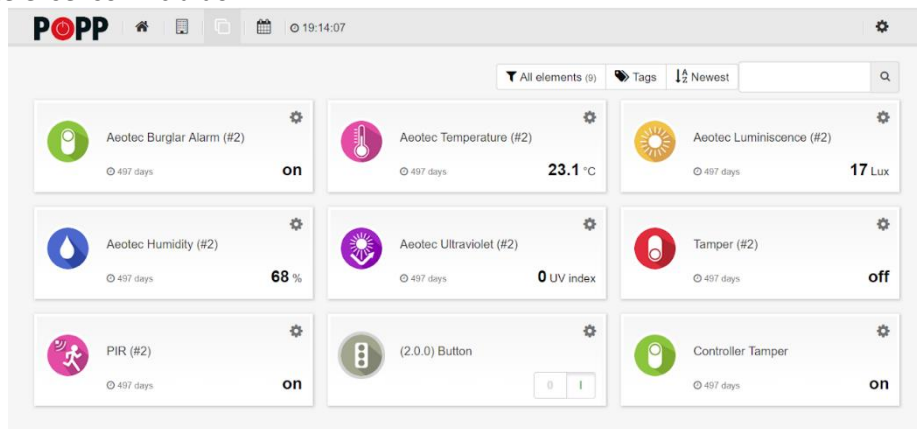 POPP 19:14:07
All elements (9) Tags Newest
Aeotec Burglar Alarm (#2) Aeotec Temperature (#2) Aeotec Luminiscence (#2)
497 days on 497 days 23.1 °C 497 days 17 Lux
Aeotec Humidity (#2) Aeotec Ultraviolet (#2) Tamper (#2)
497 days 68 % 497 days 0 UV index 497 days off
PIR (#2) (2.0.0) Button Controller Tamper
497 days on 0 I 497 days on